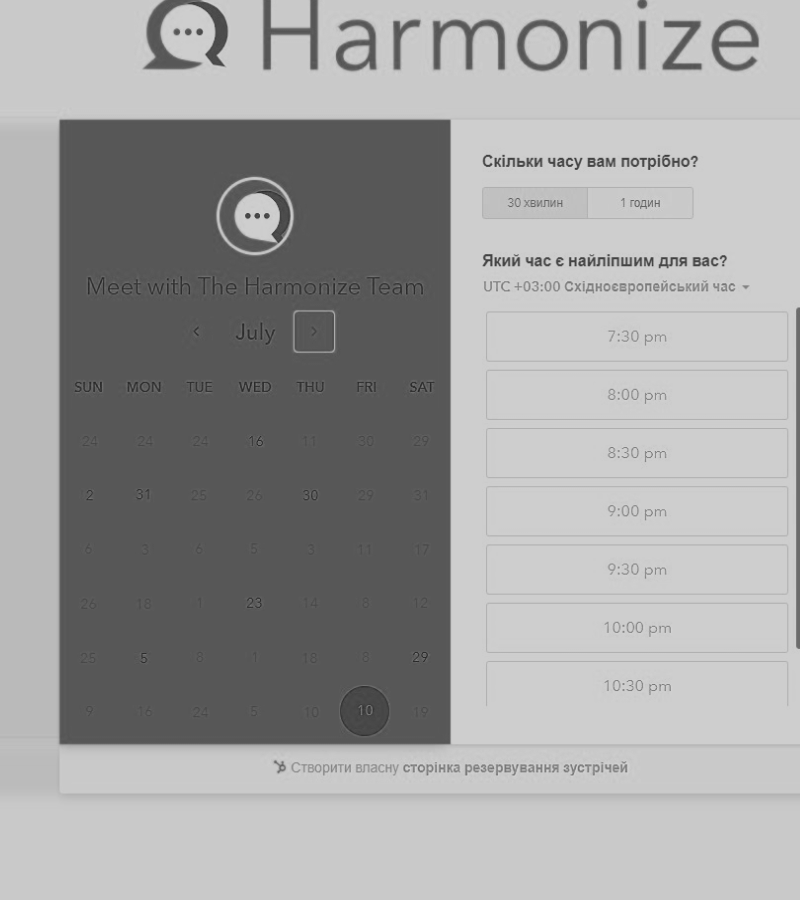 Harmonize
Meet with The Harmonize Team
July
SUN MON TUE WED THU FRI SAT
24 24 24 16 11 30 29
2 31 25 26 30 29 31
6 3 6 5 3 11 17
26 18 1 23 14 8 12
25 5 8 1 18 8 29
9 16 24 5 10 10 19
Скільки часу вам потрібно?
30 хвилин 1 годин
Який час є найліпшим для вас?
UTC +03:00 Східноєвропейський час
7:30 pm
8:00 pm
8:30 pm
9:00 pm
9:30 pm
10:00 pm
10:30 pm
Створити власну сторінка резервування зустрічей